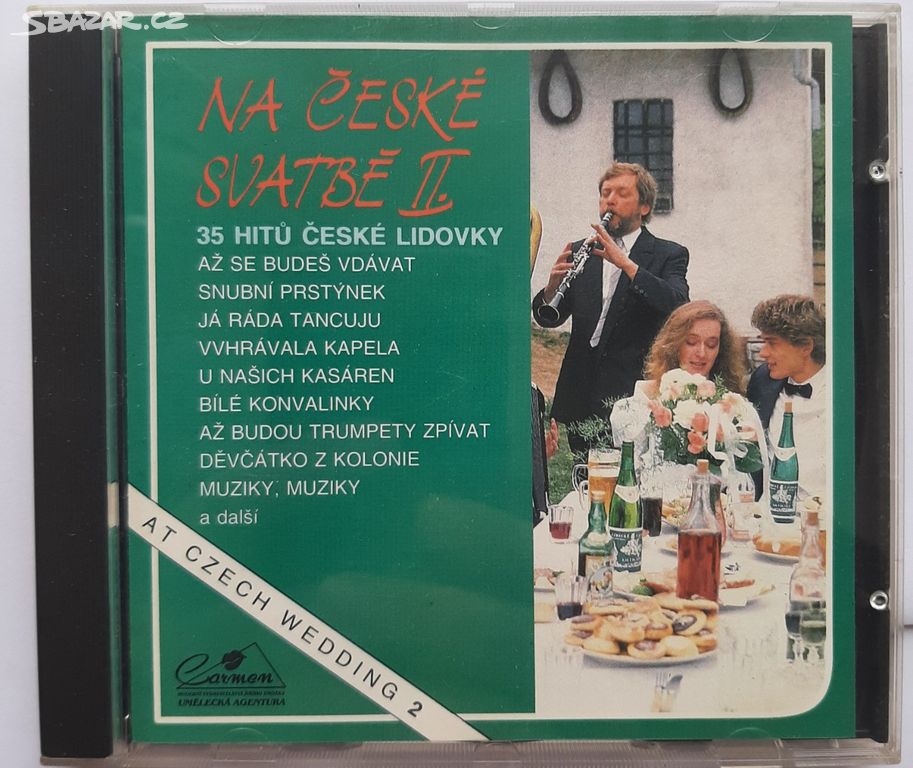 SBAZAR.CZ
NA ČESKÉ
SVATBĚ II.
35 HITŮ ČESKÉ LIDOVKY
AŽ SE BUDEŠ VDÁVAT
SNUBNÍ PRSTÝNEK
JÁ RÁDA TANCUJU
VVHRÁVALA KAPELA
U NAŠICH KASÁREN
BÍLÉ KONVALINKY
AŽ BUDOU TRUMPETY ZPÍVAT
DĚVČÁTKO Z KOLONIE
MUZIKY, MUZIKY
a další
AT CZECH WEDDING 2
Carmen
UMĚLECKÁ AGENTURA